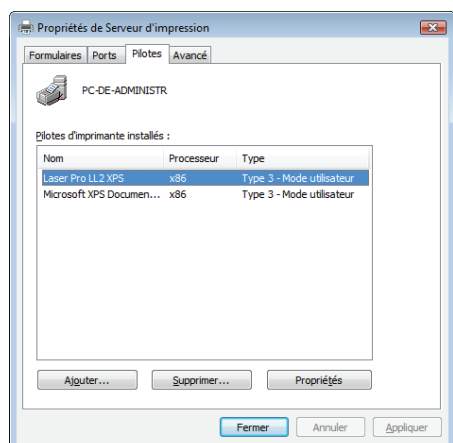 Propriétés de Serveur d'impression
Formulaires Ports Pilotes Avancé
PC-DE-ADMINISTR
Pilotes d'imprimante installés :
Nom Processeur Type
Laser Pro LL2 XPS x86 Type 3 - Mode utilisateur
Microsoft XPS Documen... x86 Type 3 - Mode utilisateur
Ajouter... Supprimer... Propriétés
Fermer Annuler Appliquer